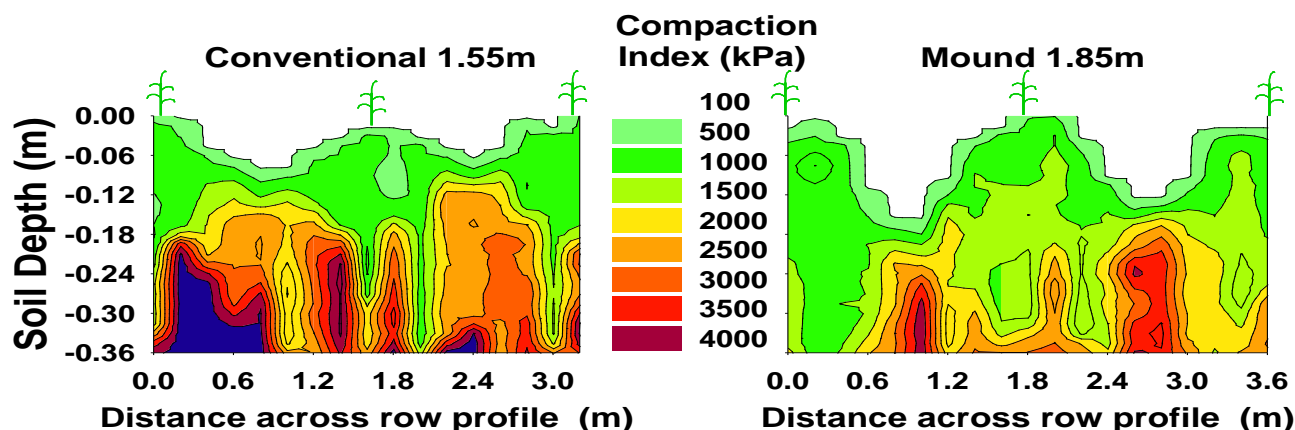 Compaction
Index (kPa)
Conventional 1.55m
Mound 1.85m
Soil Depth (m)
0.00
-0.06
-0.12
-0.18
-0.24
-0.30
-0.36
100
500
1000
1500
2000
2500
3000
3500
4000
0.0 0.6 1.2 1.8 2.4 3.0
0.0 0.6 1.2 1.8 2.4 3.0 3.6
Distance across row profile (m)
Distance across row profile (m)